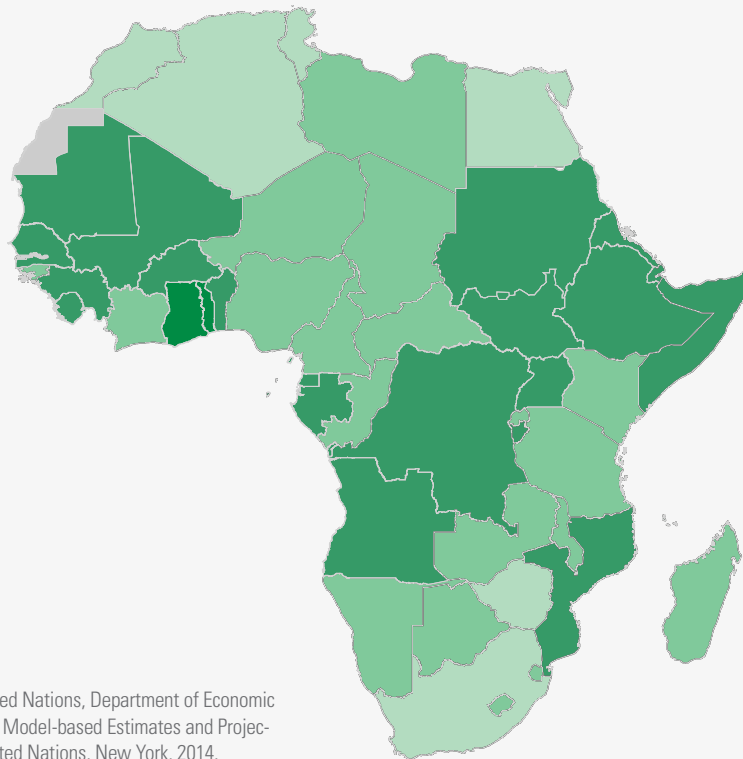 ed Nations, Department of Economic
Model-based Estimates and Projec-
ted Nations, New York, 2014.